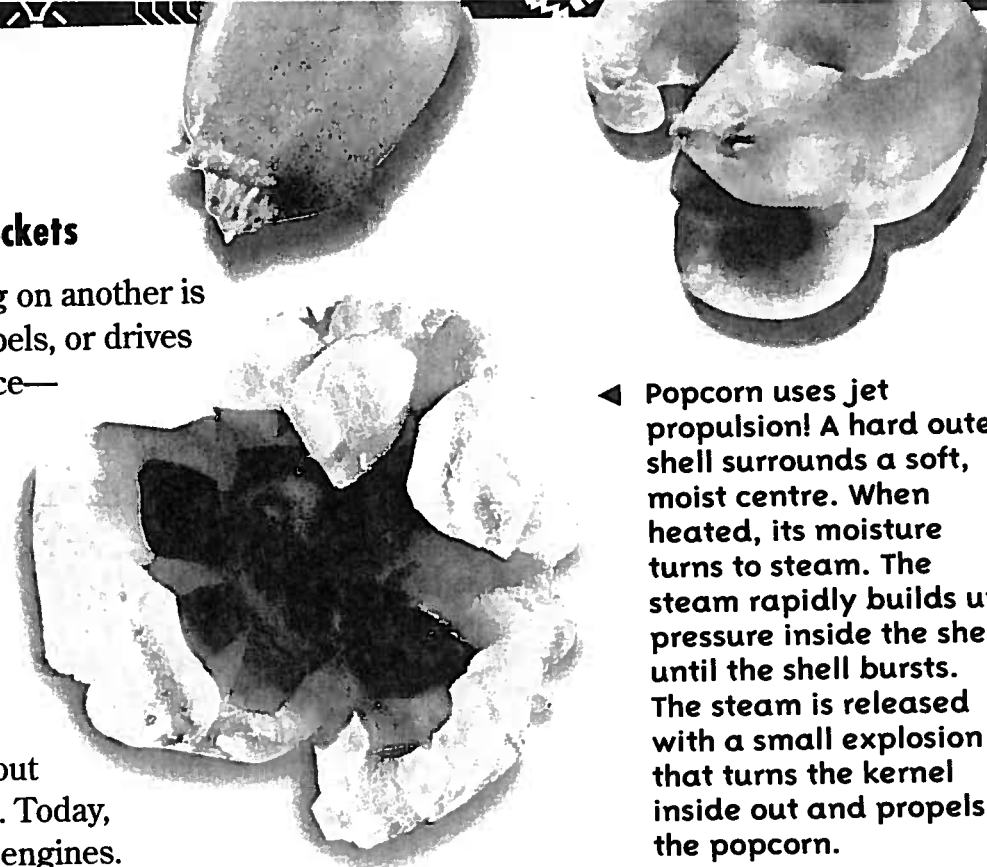 ckets
g on another is
pels, or drives
ce—
out
. Today,
engines.
◄ Popcorn uses jet
propulsion! A hard oute
shell surrounds a soft,
moist centre. When
heated, its moisture
turns to steam. The
steam rapidly builds u
pressure inside the she
until the shell bursts.
The steam is released
with a small explosion
that turns the kernel
inside out and propels
the popcorn.